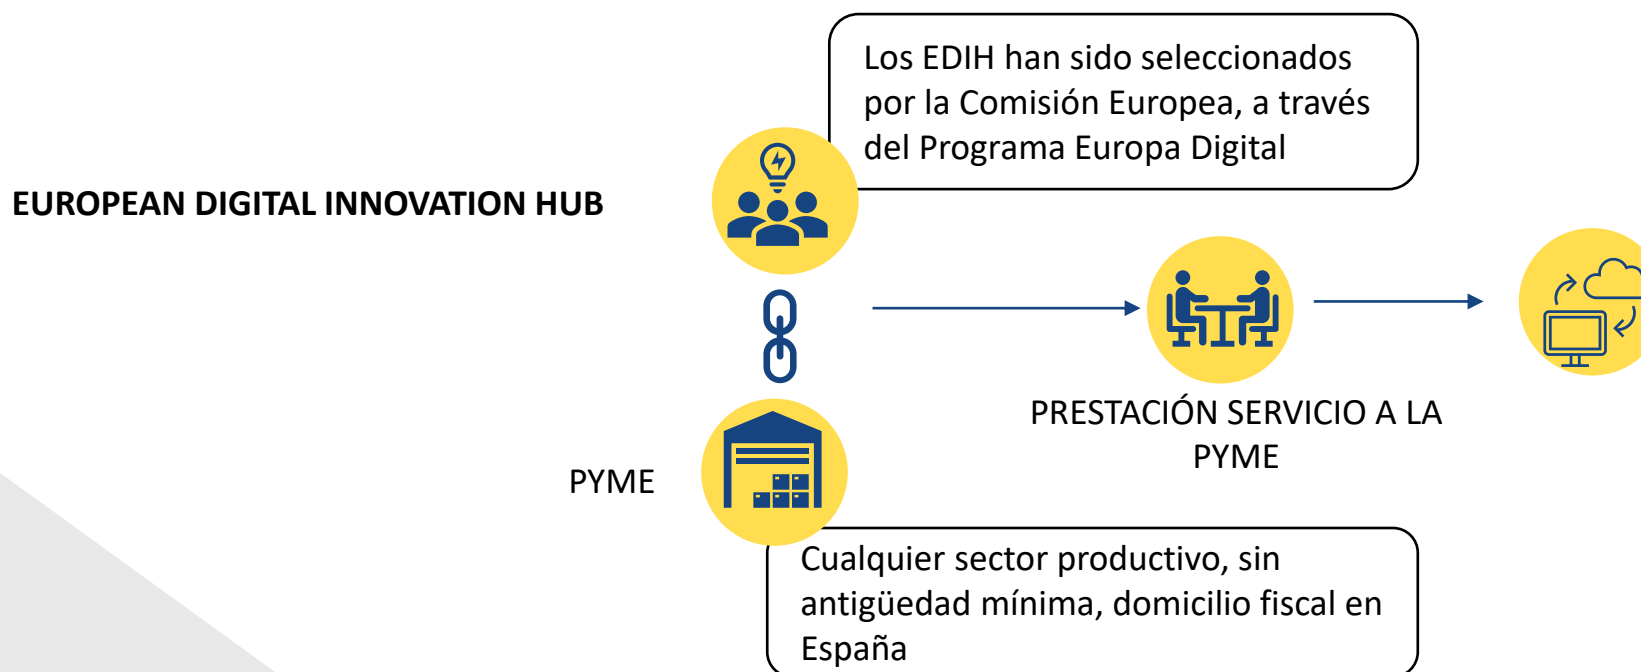 Los EDIH han sido seleccionados
por la Comisión Europea, a través
del Programa Europa Digital
EUROPEAN DIGITAL INNOVATION HUB
PRESTACIÓN SERVICIO A LA
PYME
PYME
Cualquier sector productivo, sin
antigüedad mínima, domicilio fiscal en
España